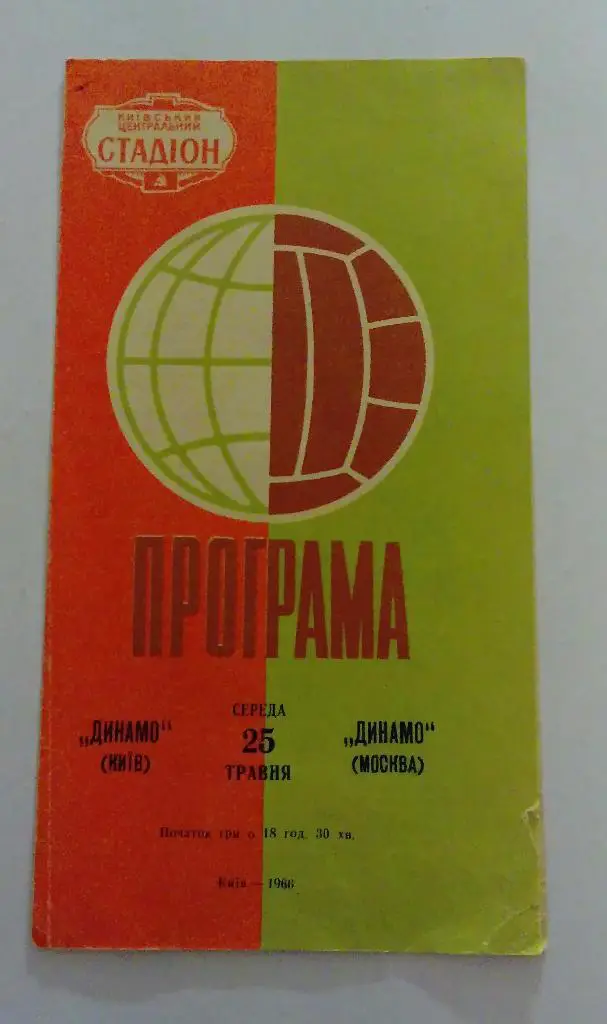 КИЇВСЬКИЙ
ЦЕНТРАЛЬНИЙ
СТАДІОН
ПРОГРАМА
„ДИНАМО“
(КИЇВ)
СЕРЕДА
25
ТРАВНЯ
„ДИНАМО“
(МОСКВА)
Початок гри о 18 год. 30 хв.
Київ — 1966